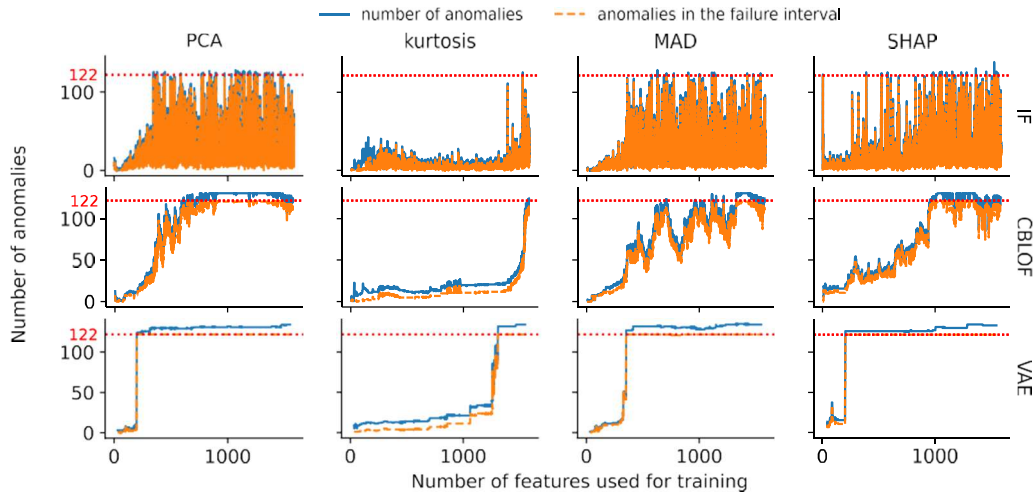 number of anomalies anomalies in the failure interval
PCA kurtosis MAD SHAP
122
100
0
IF
Number of anomalies
122
100
50
0
CBLOF
122
100
50
0
VAE
0 1000 0 1000 0 1000 0 1000
Number of features used for training